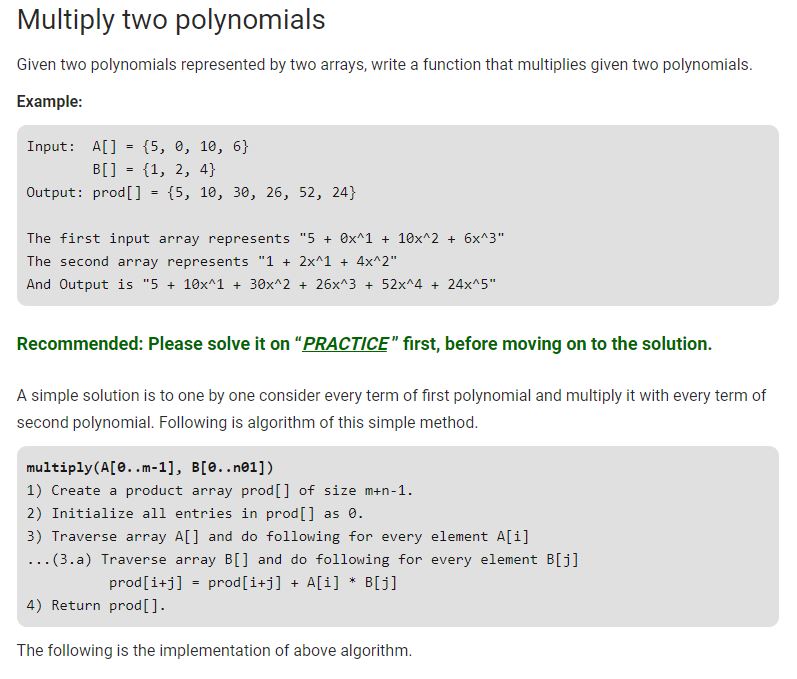 Multiply two polynomials
Given two polynomials represented by two arrays, write a function that multiplies given two polynomials.
Example:
Input:  A[] = {5, 0, 10, 6}
        B[] = {1, 2, 4}
Output: prod[] = {5, 10, 30, 26, 52, 24}
The first input array represents "5 + 0x^1 + 10x^2 + 6x^3"
The second array represents "1 + 2x^1 + 4x^2"
And Output is "5 + 10x^1 + 30x^2 + 26x^3 + 52x^4 + 24x^5"
Recommended: Please solve it on “PRACTICE” first, before moving on to the solution.
A simple solution is to one by one consider every term of first polynomial and multiply it with every term of
second polynomial. Following is algorithm of this simple method.
multiply(A[0..m-1], B[0..n01])
1) Create a product array prod[] of size m+n-1.
2) Initialize all entries in prod[] as 0.
3) Traverse array A[] and do following for every element A[i]
...(3.a) Traverse array B[] and do following for every element B[j]
          prod[i+j] = prod[i+j] + A[i] * B[j]
4) Return prod[].
The following is the implementation of above algorithm.